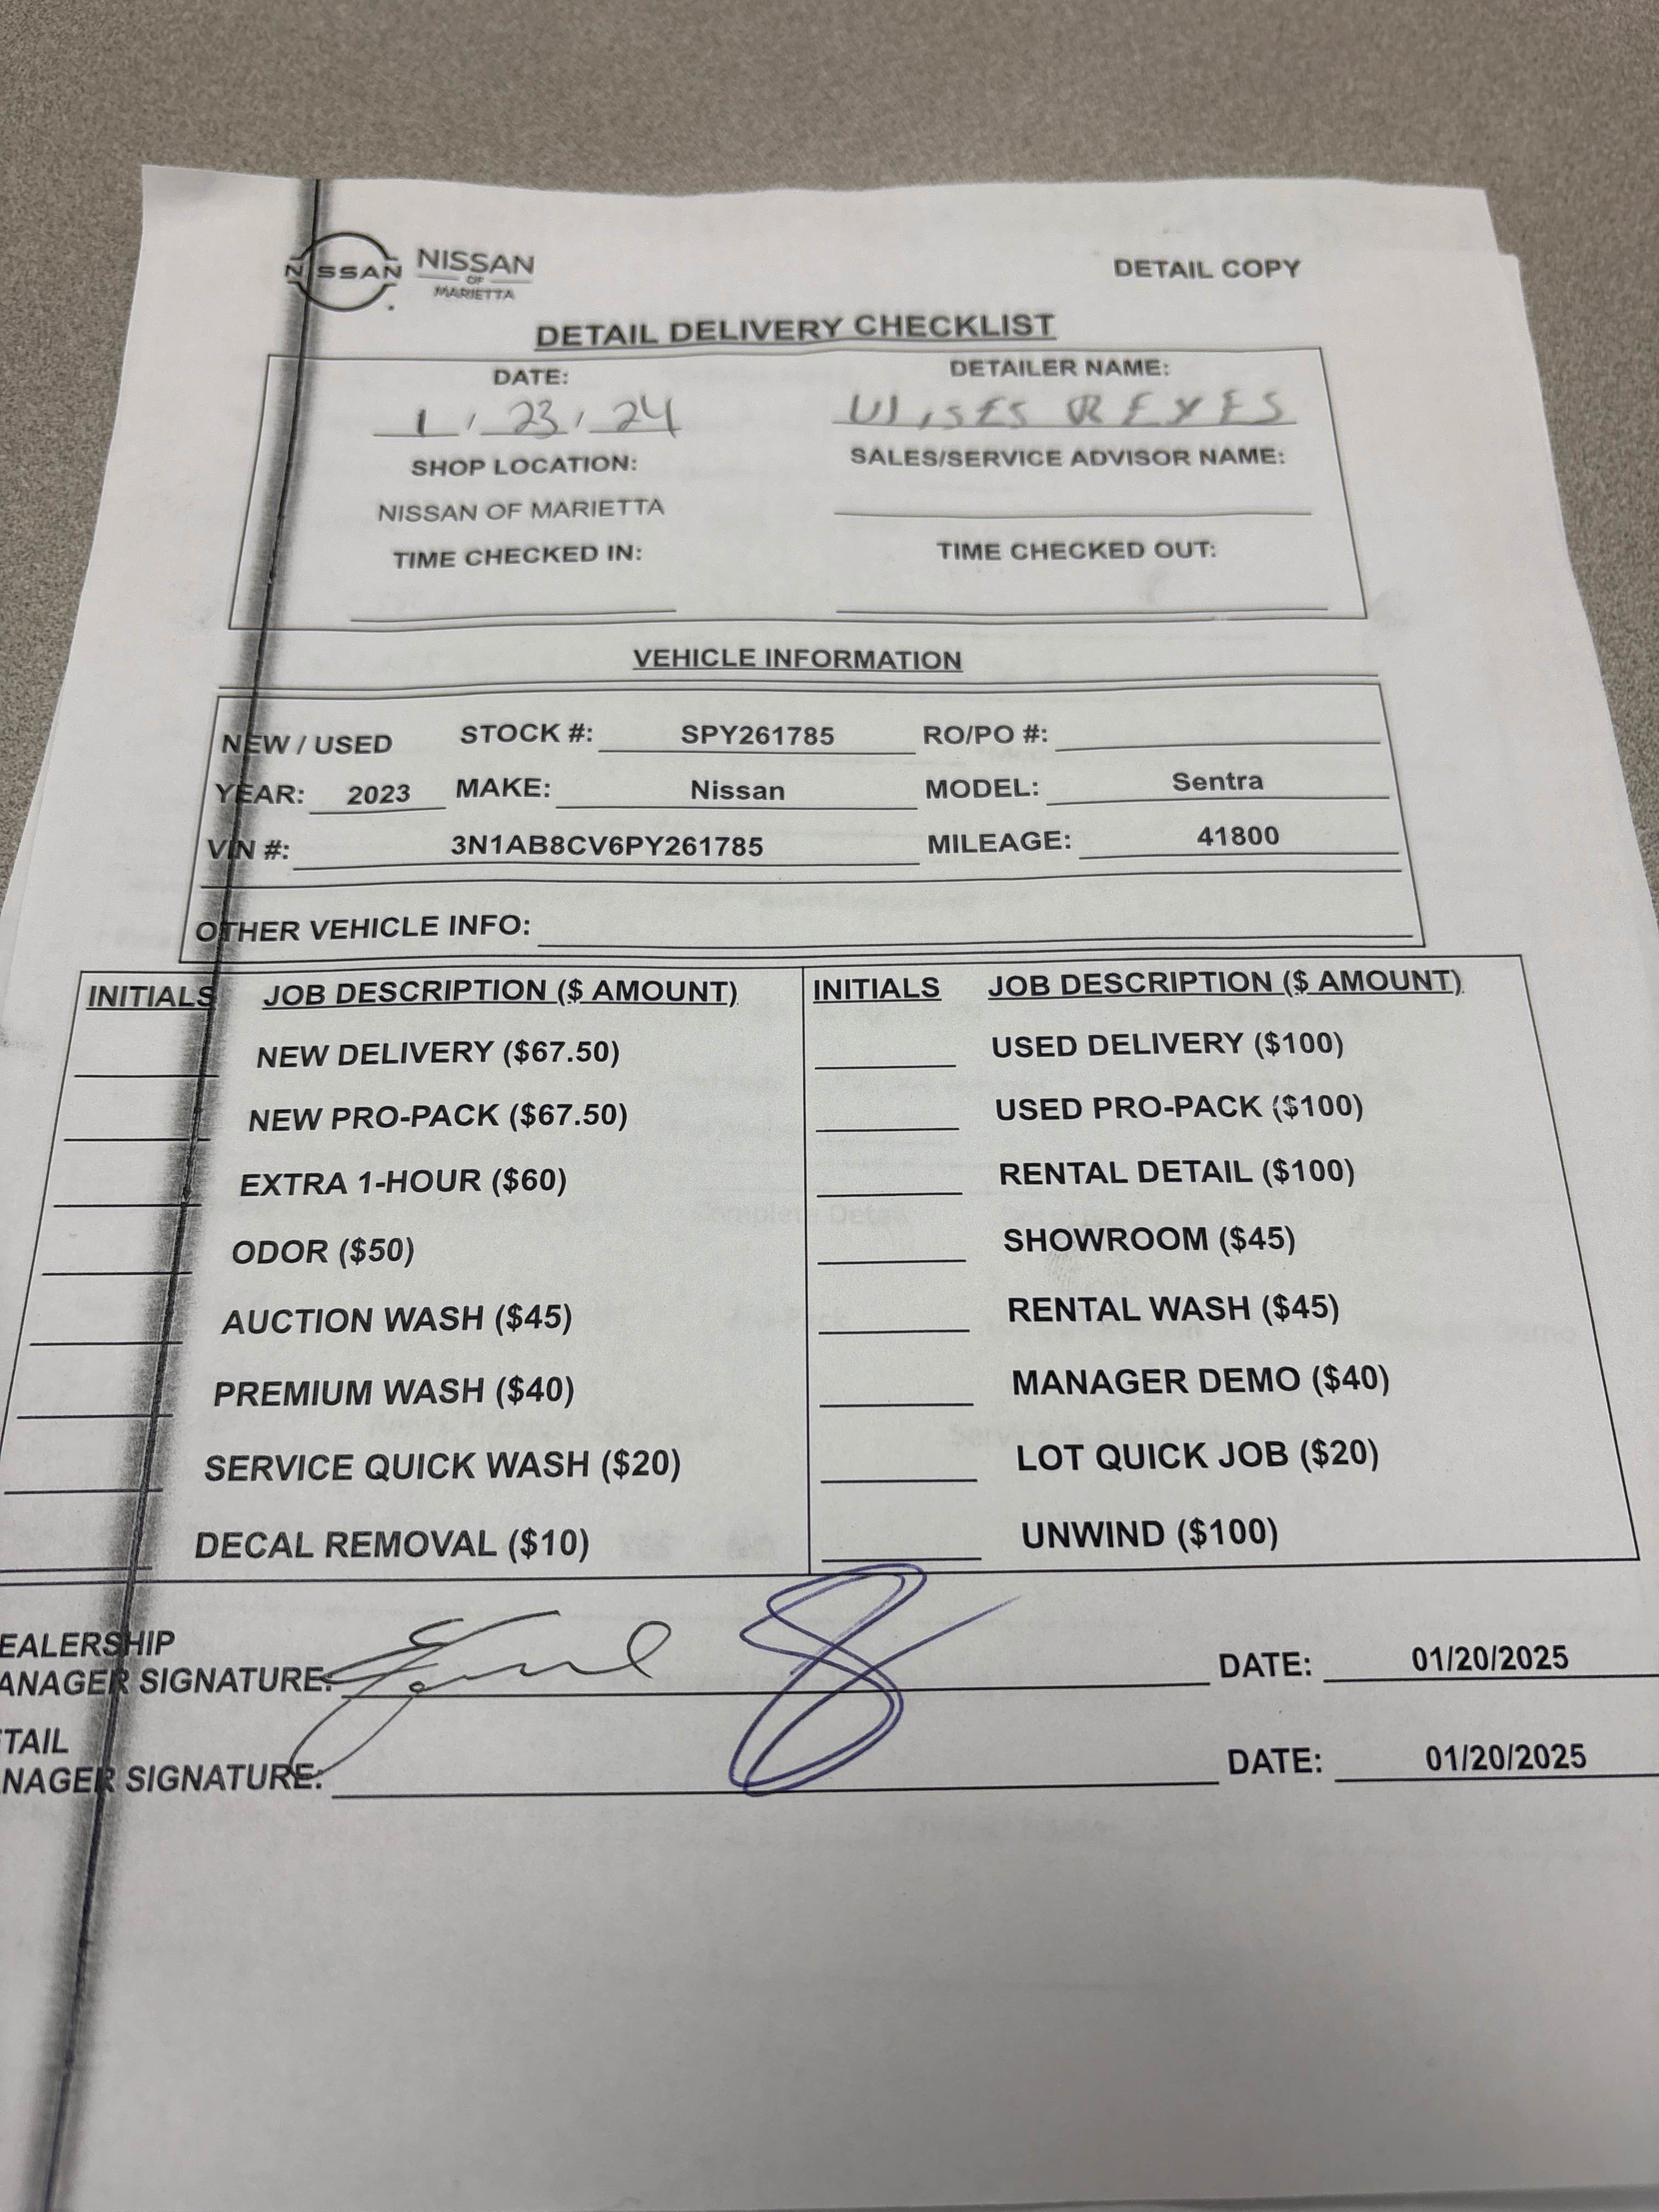 NISSAN NISSAN
OF
MARIETTA
DETAIL COPY
DETAIL DELIVERY CHECKLIST
DATE: DETAILER NAME:
1 / 23 / 24 ULISES REYES
SHOP LOCATION: SALES/SERVICE ADVISOR NAME:
NISSAN OF MARIETTA
TIME CHECKED IN: TIME CHECKED OUT:
VEHICLE INFORMATION
NEW / USED STOCK #: SPY261785 RO/PO #:
YEAR: 2023 MAKE: Nissan MODEL: Sentra
VIN #: 3N1AB8CV6PY261785 MILEAGE: 41800
OTHER VEHICLE INFO:
INITIALS JOB DESCRIPTION ($ AMOUNT) INITIALS JOB DESCRIPTION ($ AMOUNT)
NEW DELIVERY ($67.50) USED DELIVERY ($100)
NEW PRO-PACK ($67.50) USED PRO-PACK ($100)
EXTRA 1-HOUR ($60) RENTAL DETAIL ($100)
ODOR ($50) SHOWROOM ($45)
AUCTION WASH ($45) RENTAL WASH ($45)
PREMIUM WASH ($40) MANAGER DEMO ($40)
SERVICE QUICK WASH ($20) LOT QUICK JOB ($20)
DECAL REMOVAL ($10) UNWIND ($100)
EALERSHIP
ANAGER SIGNATURE: DATE: 01/20/2025
TAIL
NAGER SIGNATURE: DATE: 01/20/2025